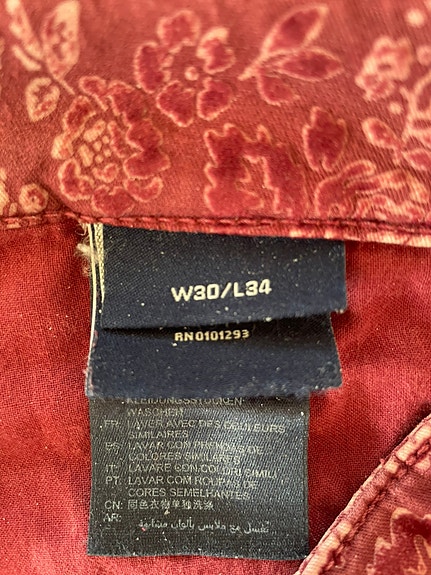 W30/L34
RN0101293
KLEIDUNGSSTÜCKEN
WASCHEN
FR: LAVER AVEC DES COULEURS
SIMILAIRES
ES: LAVAR CON PRENDAS DE
COLORES SIMILARES
IT: LAVARE CON COLORI SIMILI
PT: LAVAR COM ROUPAS DE
CORES SEMELHANTES
CN: 同色衣物单独洗涤
AR:
تغسل مع ملابس بألوان مشابهة